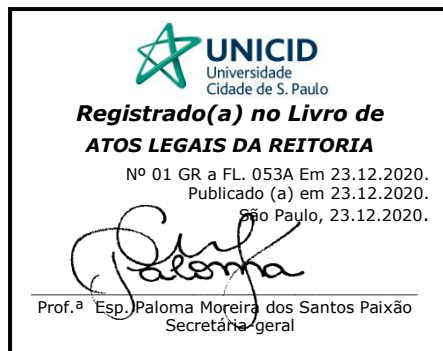 UNICID
Universidade
Cidade de S. Paulo
Registrado(a) no Livro de
ATOS LEGAIS DA REITORIA
Nº 01 GR a FL. 053A Em 23.12.2020.
Publicado (a) em 23.12.2020.
São Paulo, 23.12.2020.
Paloma
Prof.ª Esp. Paloma Moreira dos Santos Paixão
Secretária-geral